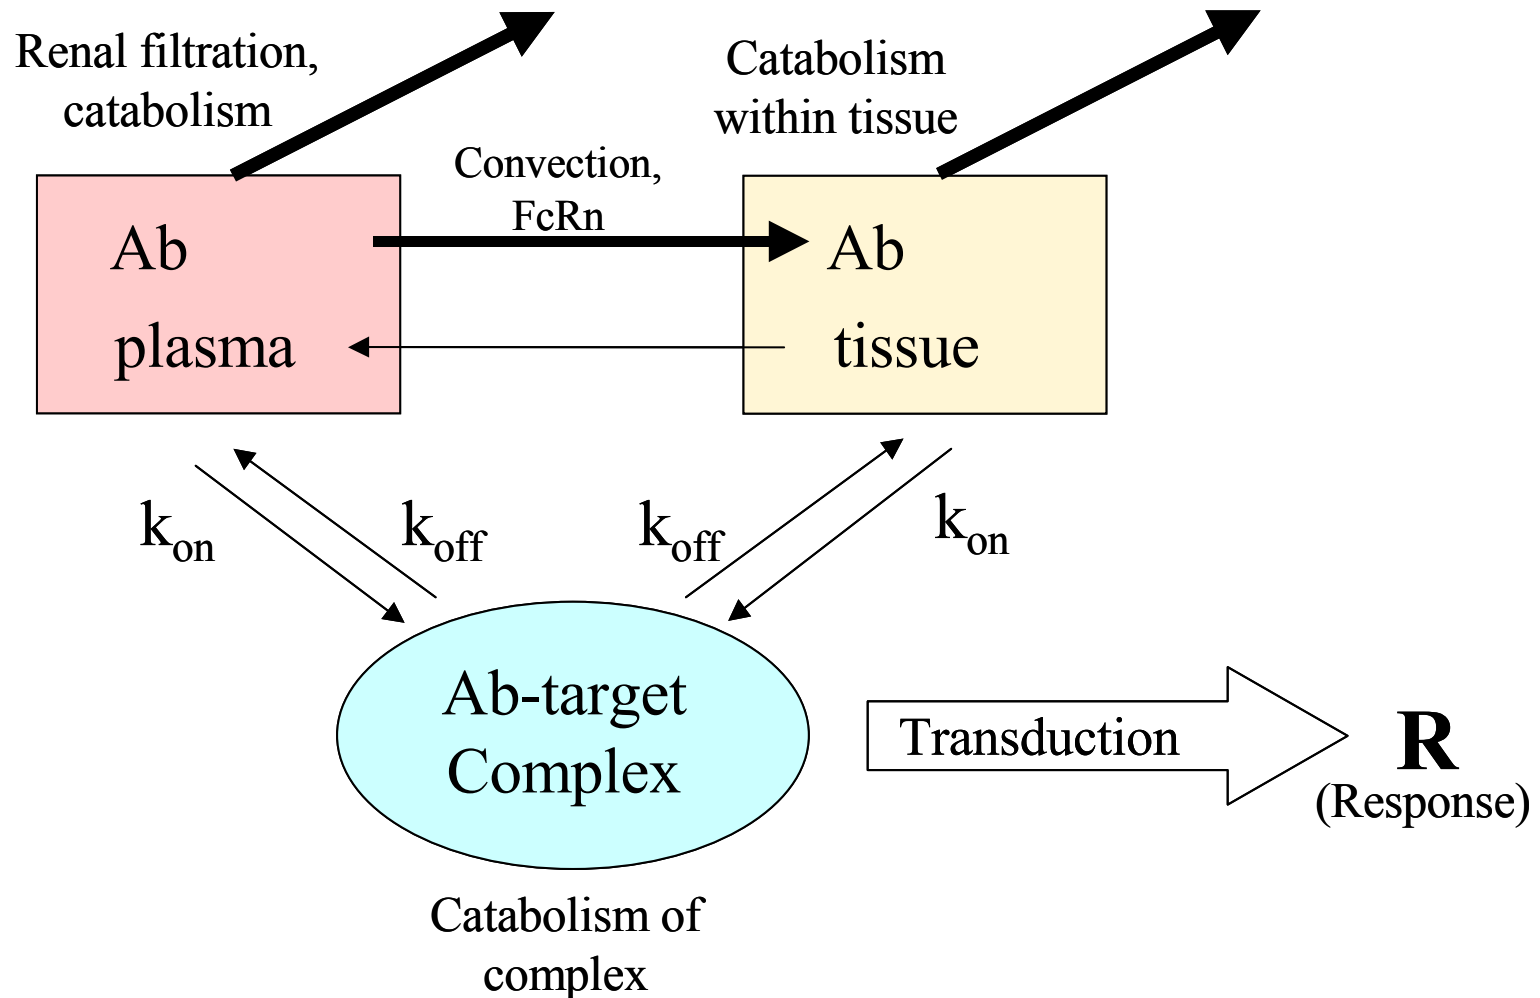 Renal filtration,
catabolism
Catabolism
within tissue
Convection,
FcRn
Ab
plasma
Ab
tissue
kon
koff
koff
kon
Ab-target
Complex
Transduction
R
(Response)
Catabolism of
complex